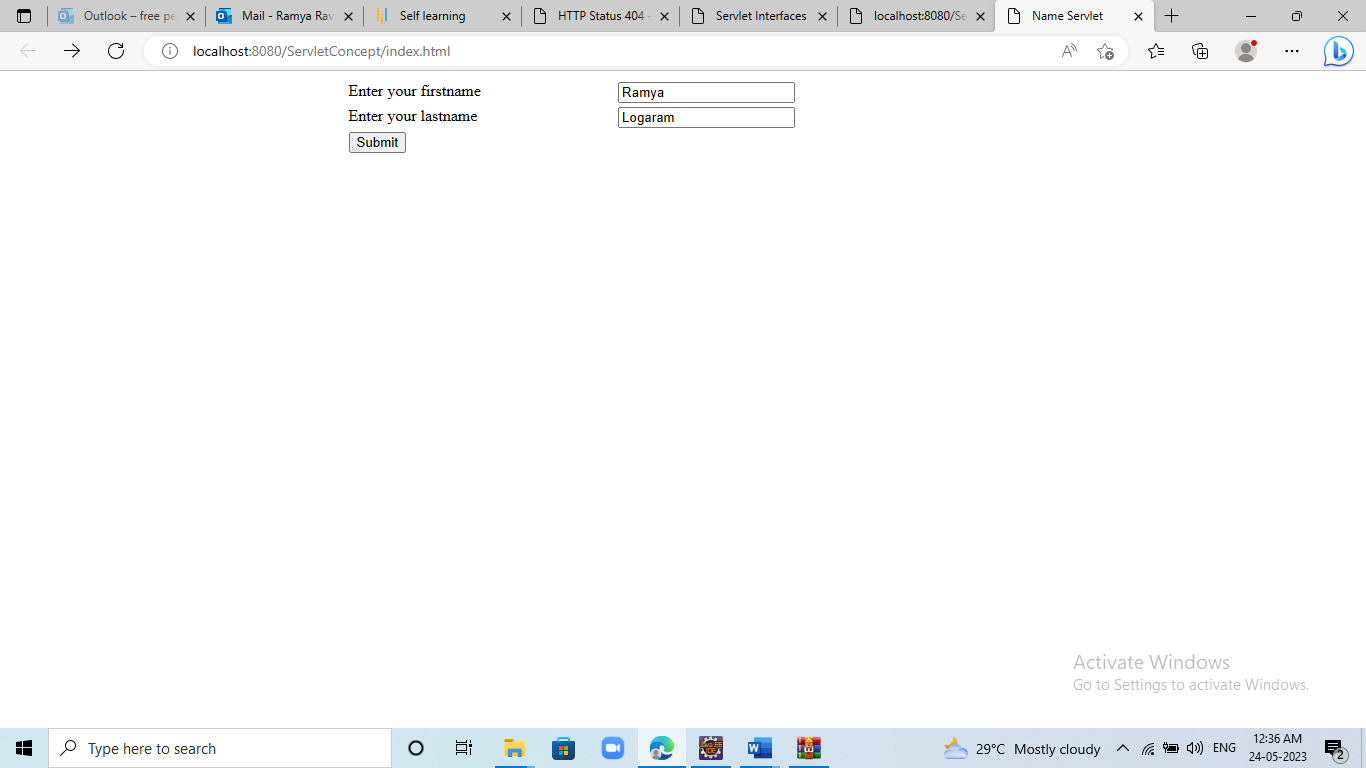 Outlook – free pe
Mail - Ramya Rav
Self learning
HTTP Status 404 -
Servlet Interfaces
localhost:8080/Se
Name Servlet
localhost:8080/ServletConcept/index.html
Enter your firstname Ramya
Enter your lastname Logaram
Submit
Activate Windows
Go to Settings to activate Windows.
Type here to search
29°C Mostly cloudy
ENG
12:36 AM
24-05-2023
2